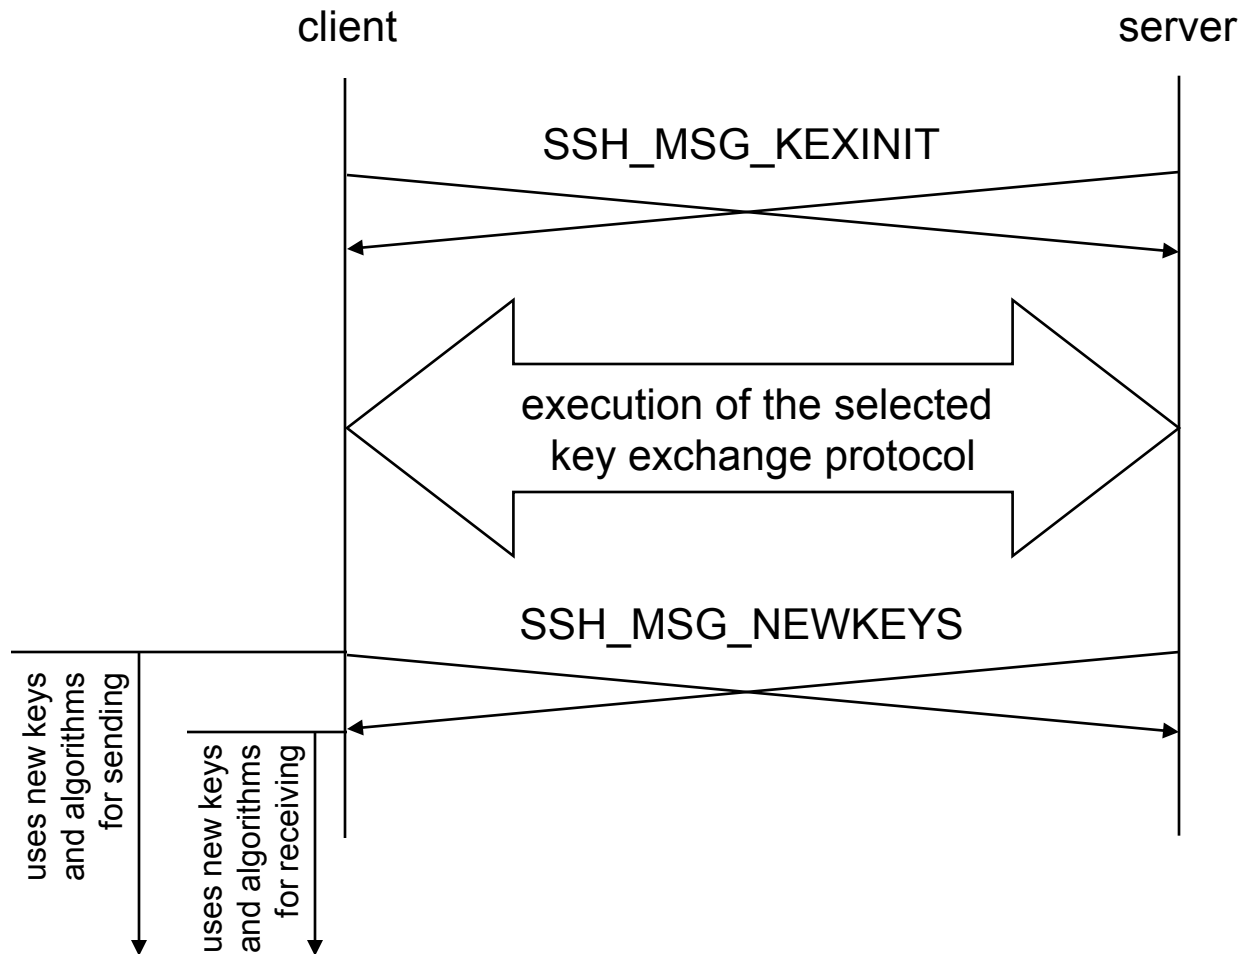 client
server
SSH_MSG_KEXINIT
execution of the selected
key exchange protocol
SSH_MSG_NEWKEYS
uses new keys
and algorithms
for sending
uses new keys
and algorithms
for receiving